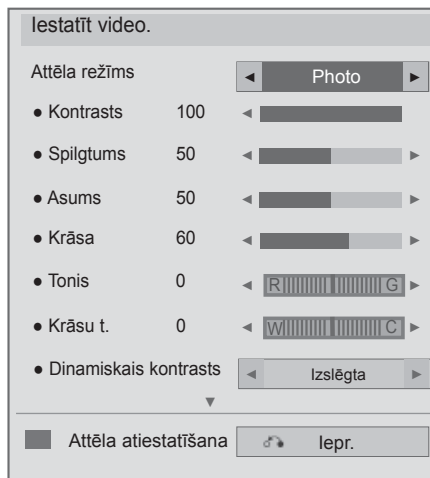 Iestatīt video.
Attēla režīms ◄ Photo ►
● Kontrasts 100 ◄
● Spilgtums 50 ◄ ►
● Asums 50 ◄ ►
● Krāsa 60 ◄ ►
● Tonis 0 ◄ R G ►
● Krāsu t. 0 ◄ W C ►
● Dinamiskais kontrasts ◄ Izslēgta ►
▼
Attēla atiestatīšana Iepr.